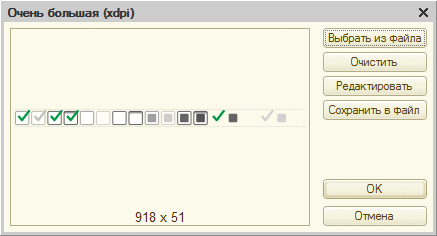 Очень большая (xdpi)
Выбрать из файла
Очистить
Редактировать
Сохранить в файл
918 x 51
OK
Отмена